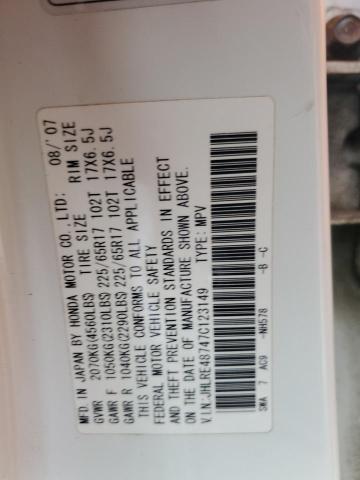 MFD. IN JAPAN BY HONDA MOTOR CO.,LTD: 08/'07
GVWR 2070KG(4560LBS) TIRE SIZE RIM SIZE
GAWR F 1050KG(2310LBS) 225/65R17 102T 17X6.5J
GAWR R 1040KG(2290LBS) 225/65R17 102T 17X6.5J
THIS VEHICLE CONFORMS TO ALL APPLICABLE
FEDERAL MOTOR VEHICLE SAFETY
AND THEFT PREVENTION STANDARDS IN EFFECT
ON THE DATE OF MANUFACTURE SHOWN ABOVE.
V.I.N:JHLRE48747C123149 TYPE: MPV
SWA 7 AC9 -NH578 -B -C